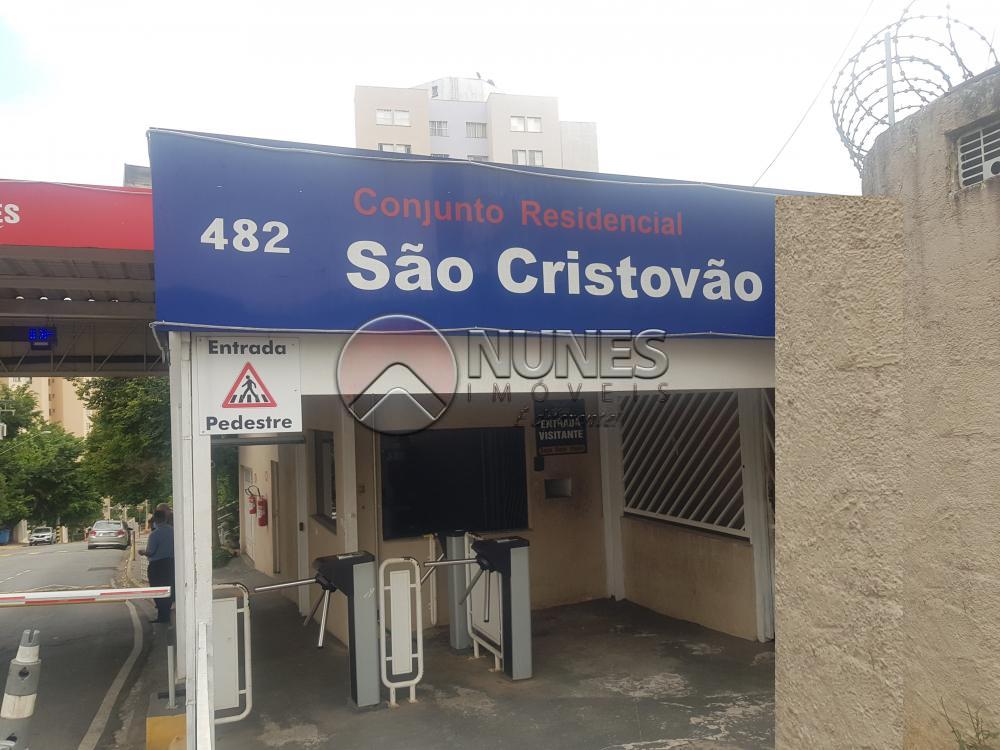 ES
482
Conjunto Residencial
São Cristovão
Entrada
Pedestre
NUNES
IMÓVEIS
ENTRADA
VISITANTE